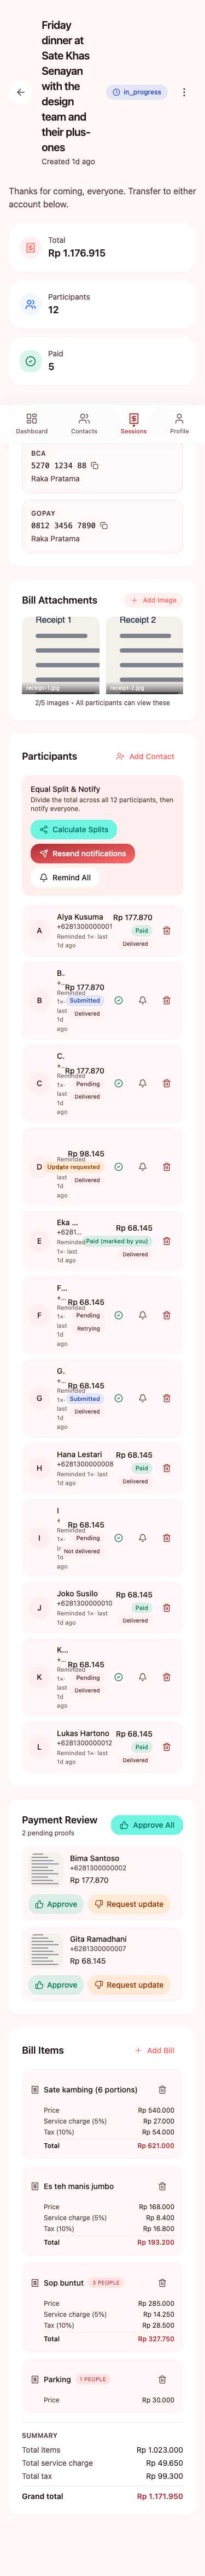 Friday
dinner at
Sate Khas
Senayan
with the
design
team and
their plus-
ones
in_progress
Created 1d ago
Thanks for coming, everyone. Transfer to either
account below.
Total
Rp 1.176.915
Participants
12
Paid
5
Dashboard
Contacts
Sessions
Profile
BCA
5270 1234 88
Raka Pratama
GOPAY
0812 3456 7890
Raka Pratama
Bill Attachments
Add Image
Receipt 1
receipt-1.jpg
Receipt 2
receipt-2.jpg
2/5 images • All participants can view these
Participants
Add Contact
Equal Split & Notify
Divide the total across all 12 participants, then
notify everyone.
Calculate Splits
Resend notifications
Remind All
A
Alya Kusuma
+6281300000001
Reminded 1× · last
1d ago
Rp 177.870
Paid
Delivered
B
B...
+...
Reminded
1× ·
last
1d
ago
Rp 177.870
Submitted
Delivered
C
C...
+...
Reminded
1× ·
last
1d
ago
Rp 177.870
Pending
Delivered
D
last
1d
ago
Rp 98.145
Update requested
Delivered
E
Eka ...
+6281...
Reminded
1× · last
1d ago
Rp 68.145
Paid (marked by you)
Delivered
F
F...
+...
Reminded
1× ·
last
1d
ago
Rp 68.145
Pending
Retrying
G
G...
+...
Reminded
1× ·
last
1d
ago
Rp 68.145
Submitted
Delivered
H
Hana Lestari
+6281300000008
Reminded 1× · last
1d ago
Rp 68.145
Paid
Delivered
I
I
Reminded
1× ·
1d
ago
Rp 68.145
Pending
Not delivered
J
Joko Susilo
+6281300000010
Reminded 1× · last
1d ago
Rp 68.145
Paid
Delivered
K
K...
+...
Reminded
1× ·
last
1d
ago
Rp 68.145
Pending
Delivered
L
Lukas Hartono
+6281300000012
Reminded 1× · last
1d ago
Rp 68.145
Paid
Delivered
Payment Review
2 pending proofs
Approve All
Bima Santoso
+6281300000002
Rp 177.870
Approve
Request update
Gita Ramadhani
+6281300000007
Rp 68.145
Approve
Request update
Bill Items
Add Bill
Sate kambing (6 portions)
Price Rp 540.000
Service charge (5%) Rp 27.000
Tax (10%) Rp 54.000
Total Rp 621.000
Es teh manis jumbo
Price Rp 168.000
Service charge (5%) Rp 8.400
Tax (10%) Rp 16.800
Total Rp 193.200
Sop buntut 3 PEOPLE
Price Rp 285.000
Service charge (5%) Rp 14.250
Tax (10%) Rp 28.500
Total Rp 327.750
Parking 1 PEOPLE
Price Rp 30.000
SUMMARY
Total items Rp 1.023.000
Total service charge Rp 49.650
Total tax Rp 99.300
Grand total Rp 1.171.950